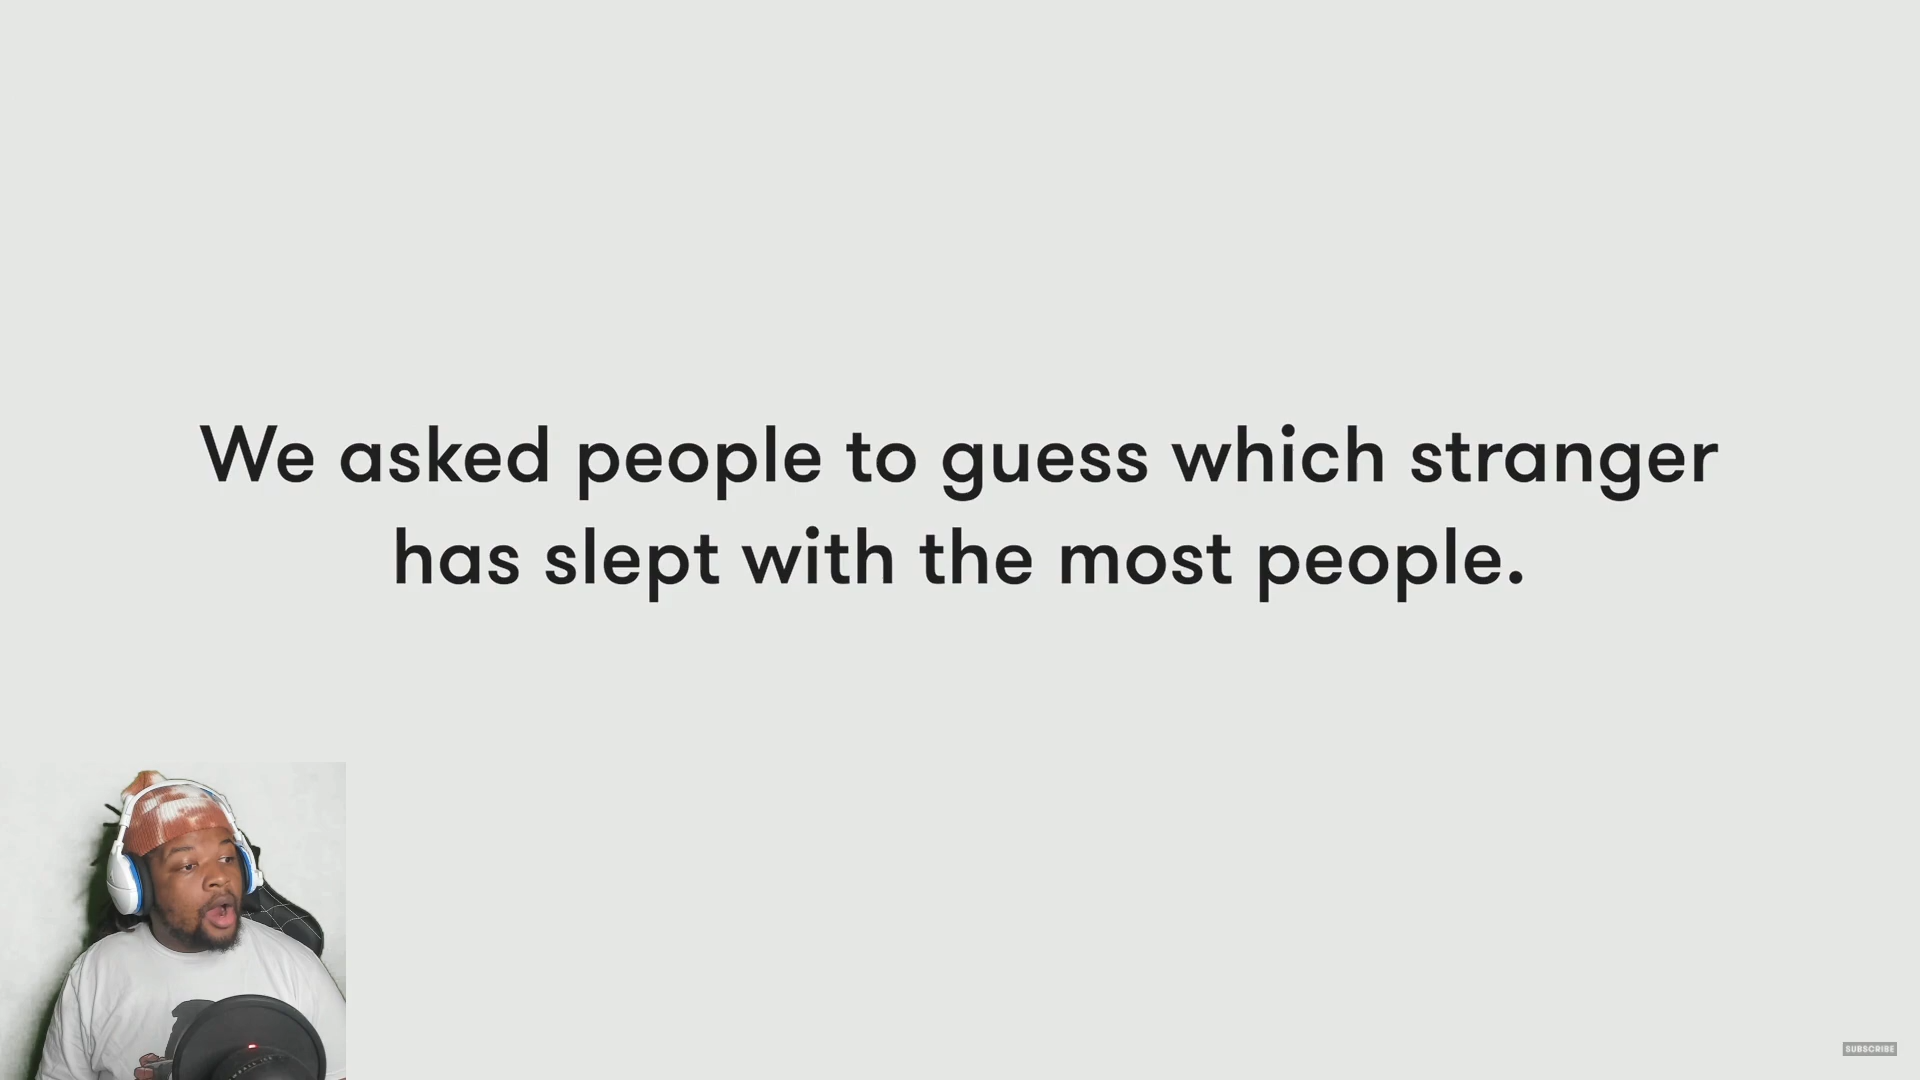 We asked people to guess which stranger
has slept with the most people.
SUBSCRIBE